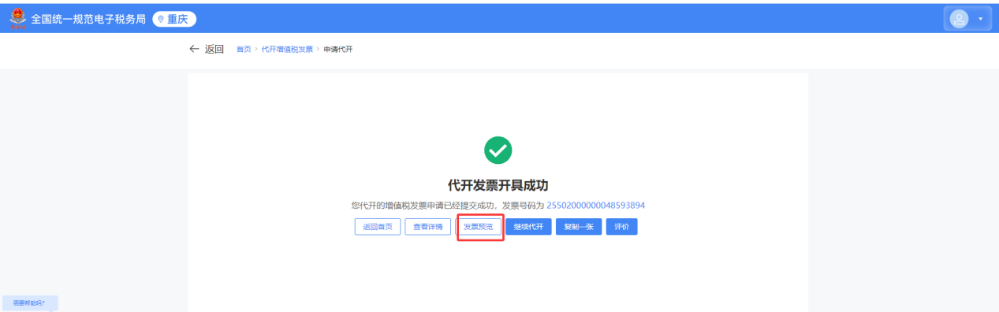 全国统一规范电子税务局 重庆
返回 首页 › 代开增值税发票 › 申请代开
代开发票开具成功
您代开的增值税发票申请已经提交成功，发票号码为 25502000000048593894
返回首页 查看详情 发票预览 继续代开 复制一张 评价
需要帮助吗?